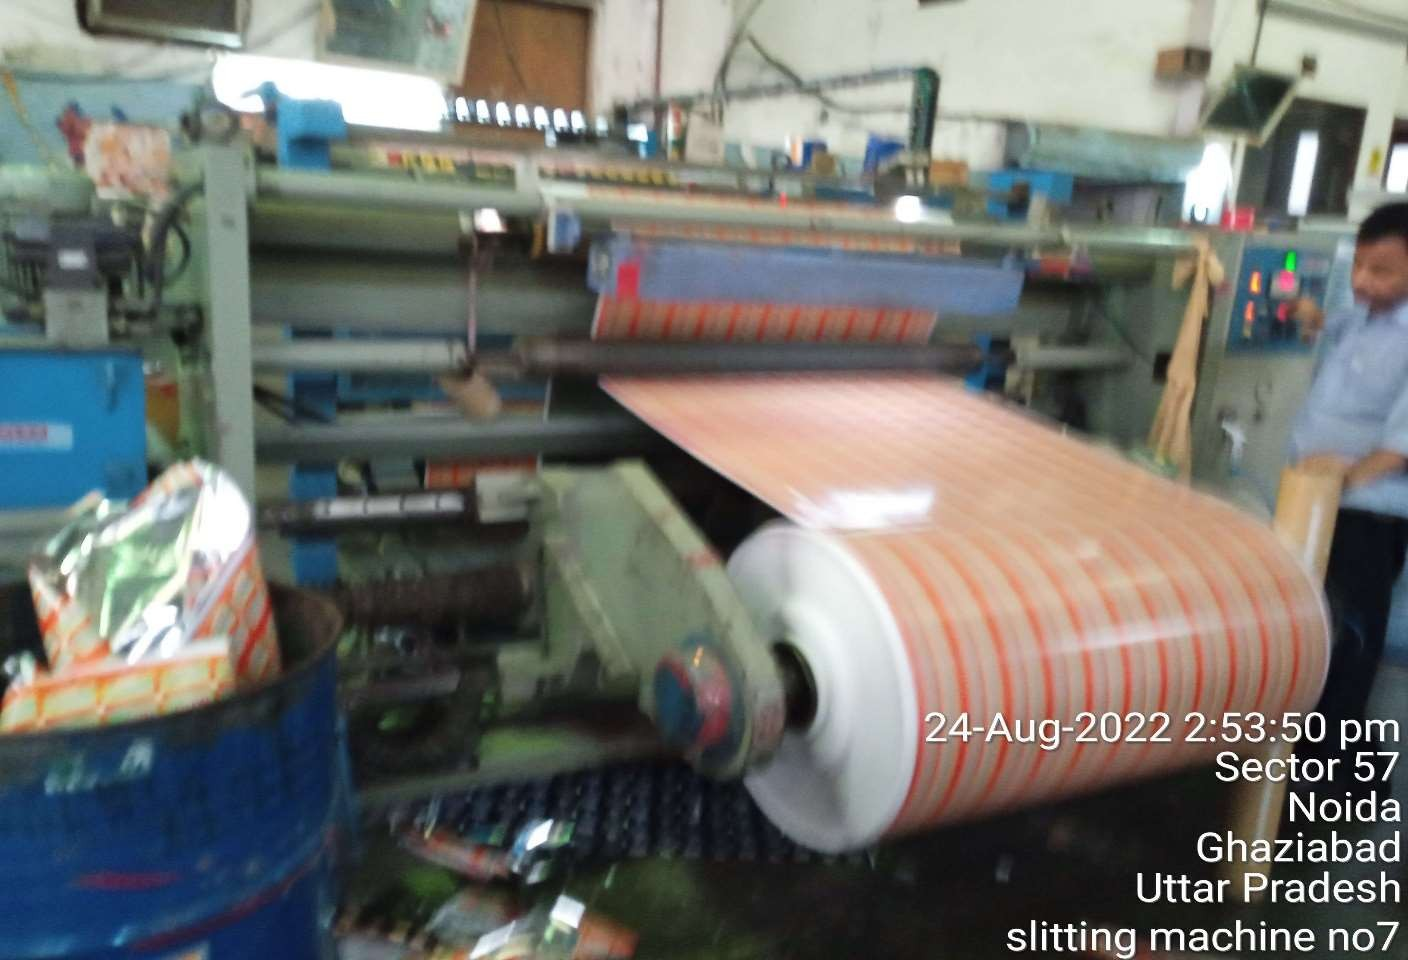 24-Aug-2022 2:53:50 pm
Sector 57
Noida
Ghaziabad
Uttar Pradesh
slitting machine no7